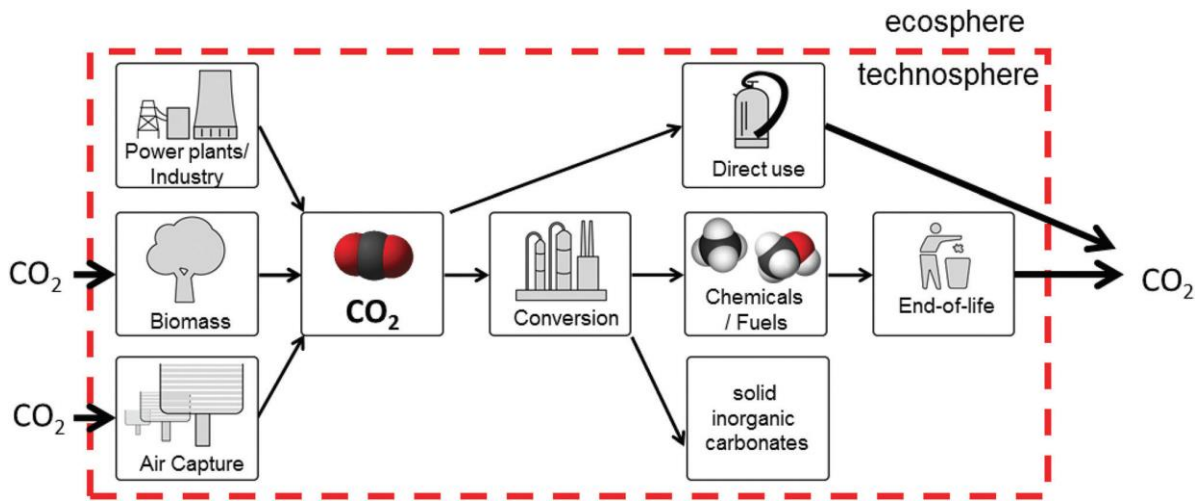 ecosphere
technosphere
Power plants/
Industry
Direct use
CO₂
Biomass
CO₂
Conversion
Chemicals
/ Fuels
End-of-life
CO₂
CO₂
Air Capture
solid
inorganic
carbonates